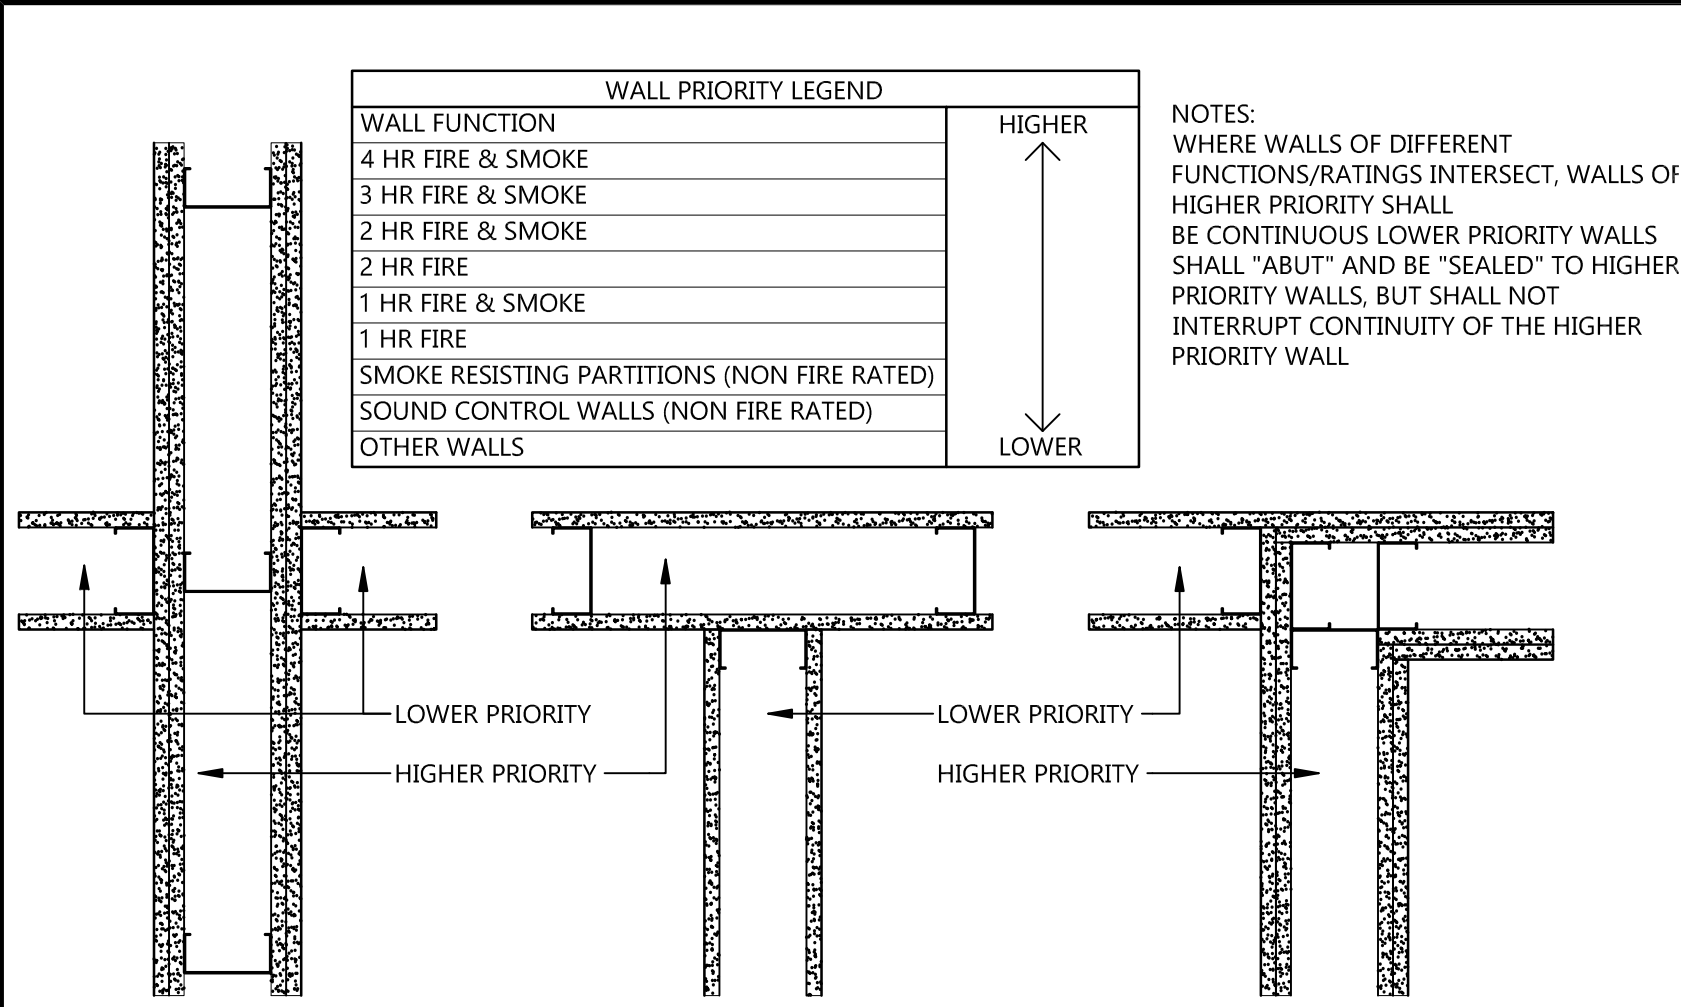 WALL PRIORITY LEGEND
WALL FUNCTION
HIGHER
4 HR FIRE & SMOKE
3 HR FIRE & SMOKE
2 HR FIRE & SMOKE
2 HR FIRE
1 HR FIRE & SMOKE
1 HR FIRE
SMOKE RESISTING PARTITIONS (NON FIRE RATED)
SOUND CONTROL WALLS (NON FIRE RATED)
OTHER WALLS
LOWER
NOTES:
WHERE WALLS OF DIFFERENT
FUNCTIONS/RATINGS INTERSECT, WALLS OF
HIGHER PRIORITY SHALL
BE CONTINUOUS LOWER PRIORITY WALLS
SHALL "ABUT" AND BE "SEALED" TO HIGHER
PRIORITY WALLS, BUT SHALL NOT
INTERRUPT CONTINUITY OF THE HIGHER
PRIORITY WALL
LOWER PRIORITY
HIGHER PRIORITY
LOWER PRIORITY
HIGHER PRIORITY